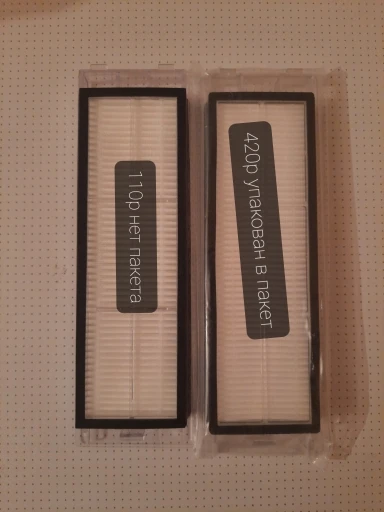 110р нет пакета
420р упакован в пакет